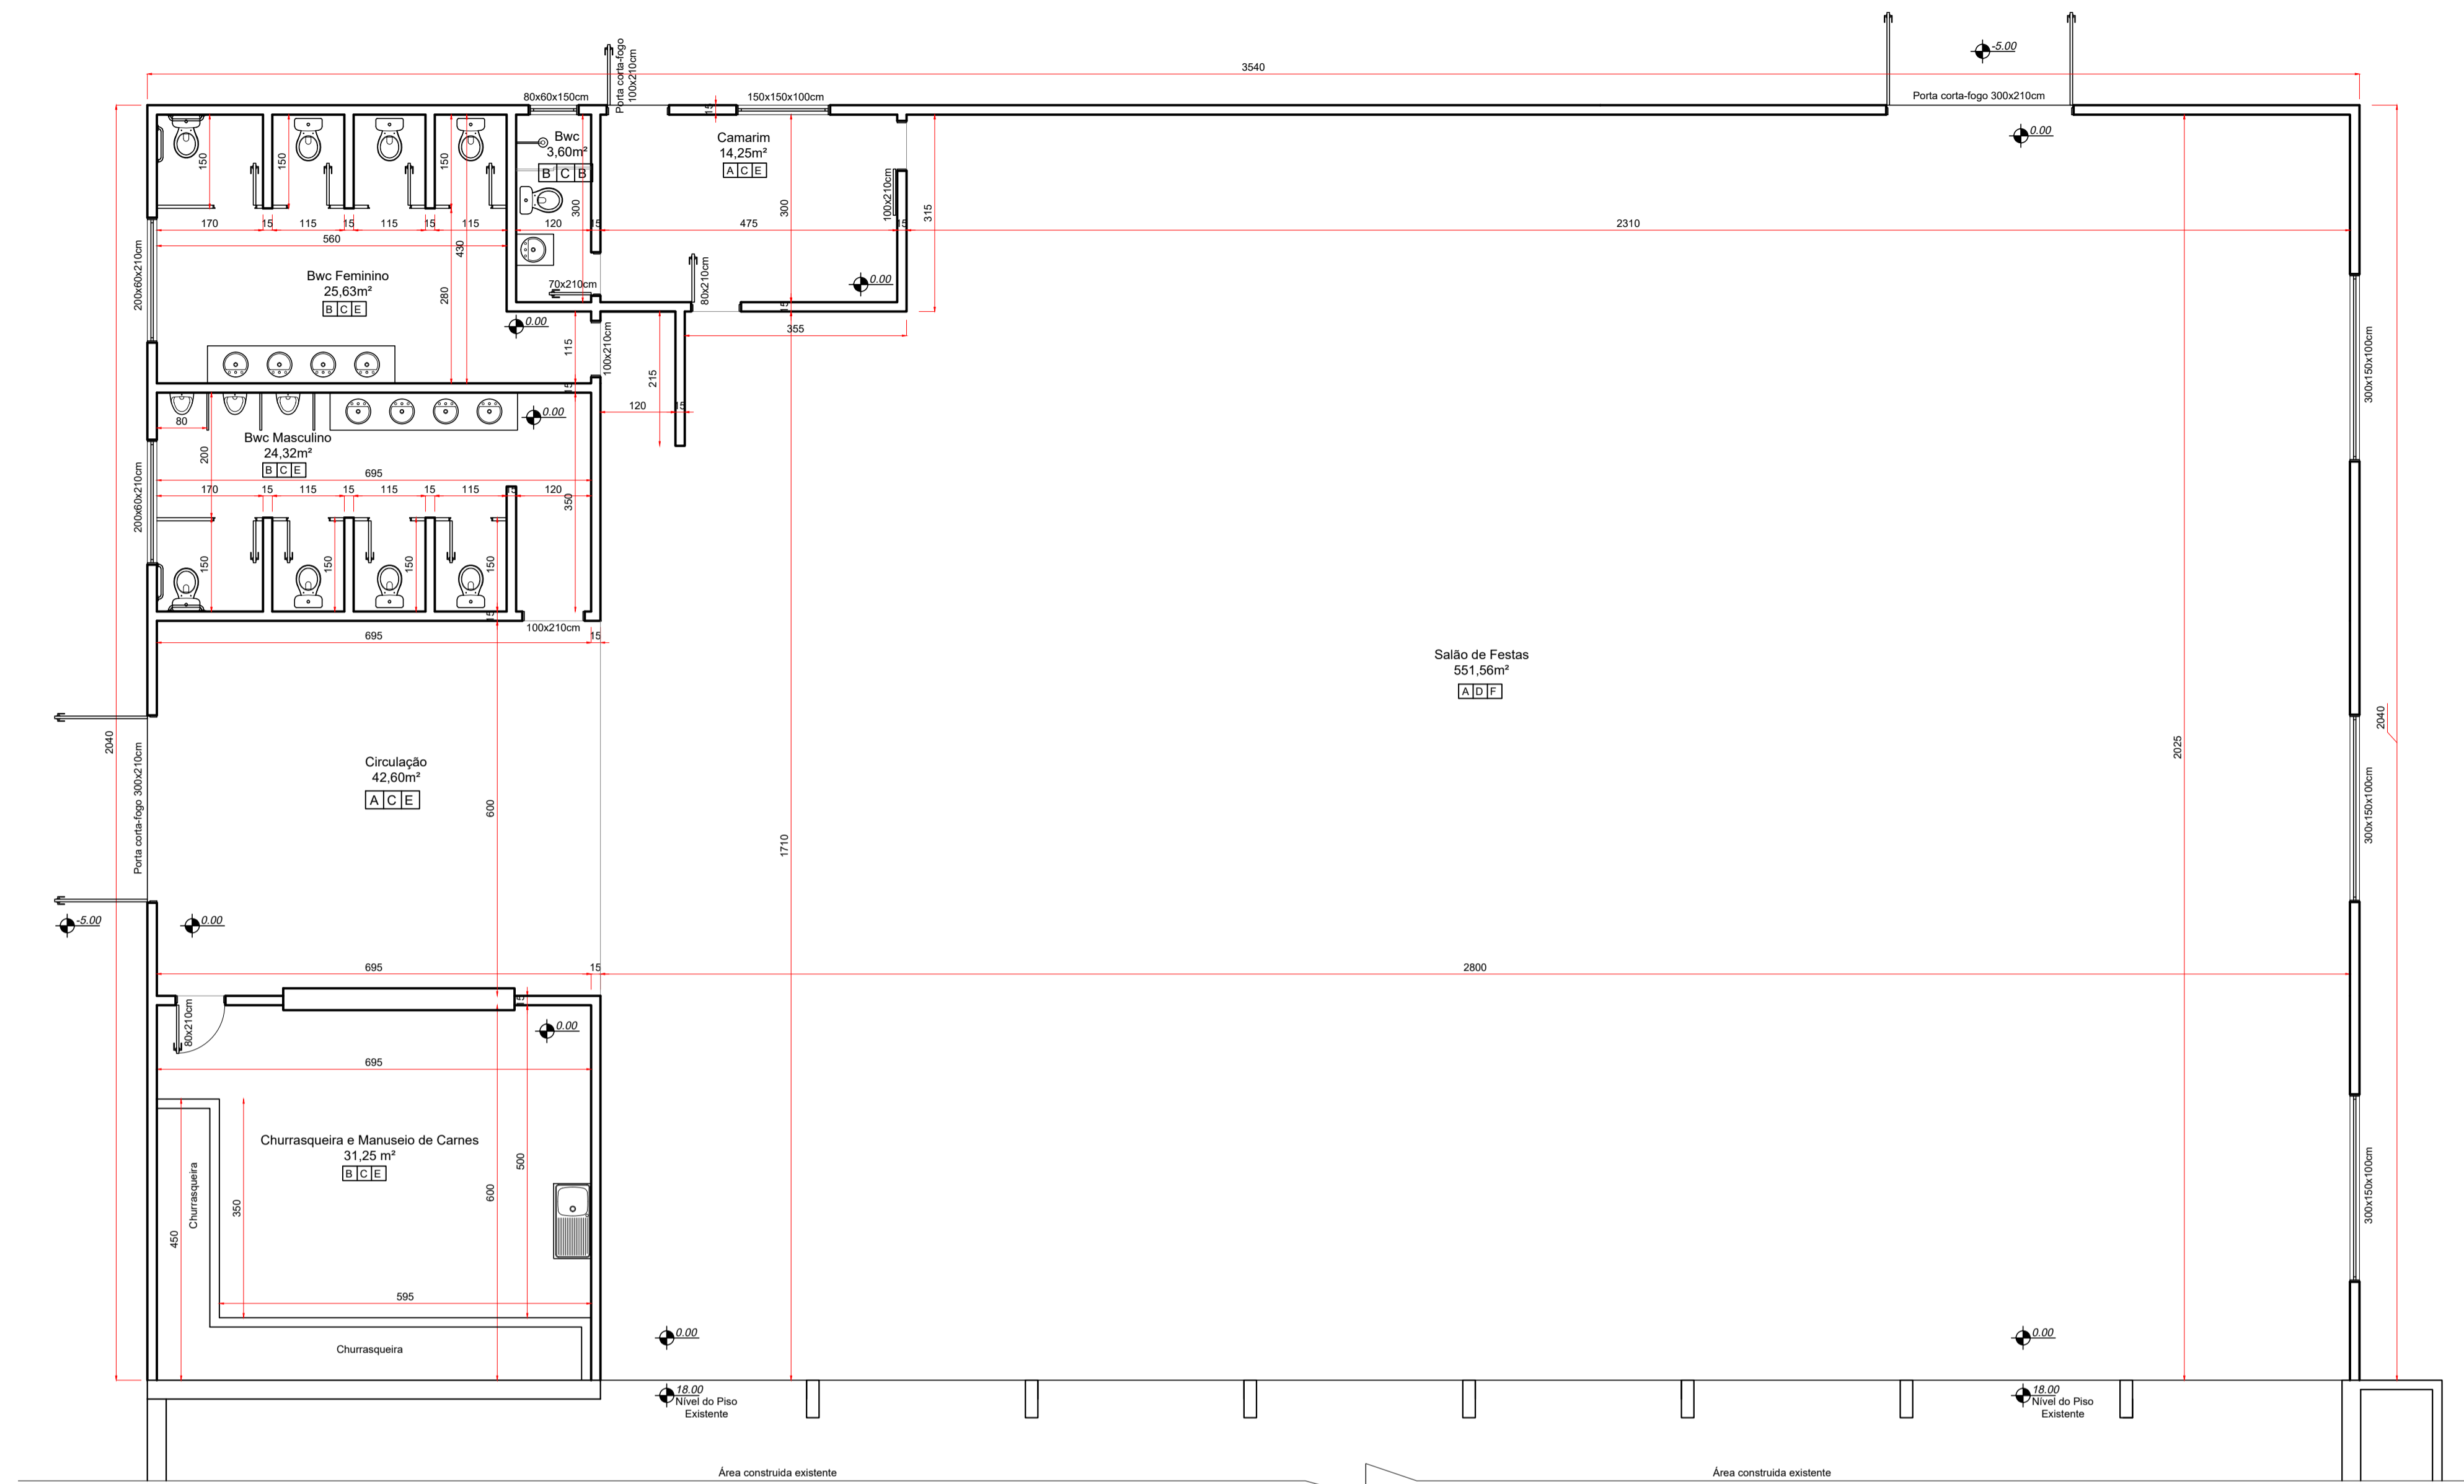 -5.00
3540
Porta corta-fogo
100x210cm
80x60x150cm
150x150x100cm
15
Porta corta-fogo 300x210cm
0.00
Bwc
3,60m²
B C B
Camarim
14,25m²
A C E
150
150
150
300
300
100x210cm
315
170
15
115
15
115
15
115
120
15
475
15
2310
560
430
200x60x210cm
Bwc Feminino
25,63m²
B C E
280
70x210cm
80x210cm
0.00
15
0.00
355
115
100x210cm
300x150x100cm
215
15
120
15
80
0.00
Bwc Masculino
24,32m²
B C E
200
695
200x60x210cm
170
15
115
15
115
15
115
15
120
350
150
150
150
150
15
100x210cm
695
15
Salão de Festas
551,56m²
A D F
2040
2040
2025
Circulação
42,60m²
A C E
Porta corta-fogo 300x210cm
600
300x150x100cm
1710
-5.00
0.00
695
15
2800
15
80x210cm
0.00
695
Churrasqueira e Manuseio de Carnes
31,25 m²
B C E
Churrasqueira
500
600
350
450
300x150x100cm
595
Churrasqueira
0.00
0.00
18.00
Nível do Piso
Existente
18.00
Nível do Piso
Existente
Área construida existente
Área construida existente